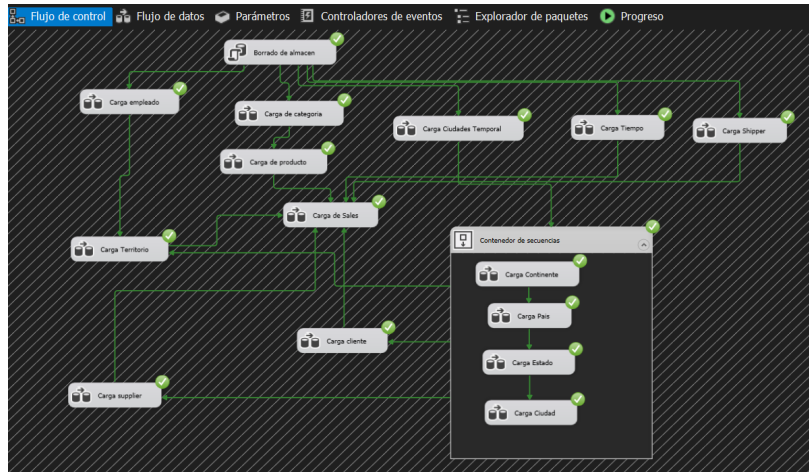 Flujo de control
Flujo de datos
Parámetros
Controladores de eventos
Explorador de paquetes
Progreso
Borrado de almacen
Carga empleado
Carga de categoria
Carga Ciudades Temporal
Carga Tiempo
Carga Shipper
Carga de producto
Carga de Sales
Carga Territorio
Contenedor de secuencias
Carga Continente
Carga Pais
Carga cliente
Carga Estado
Carga supplier
Carga Ciudad